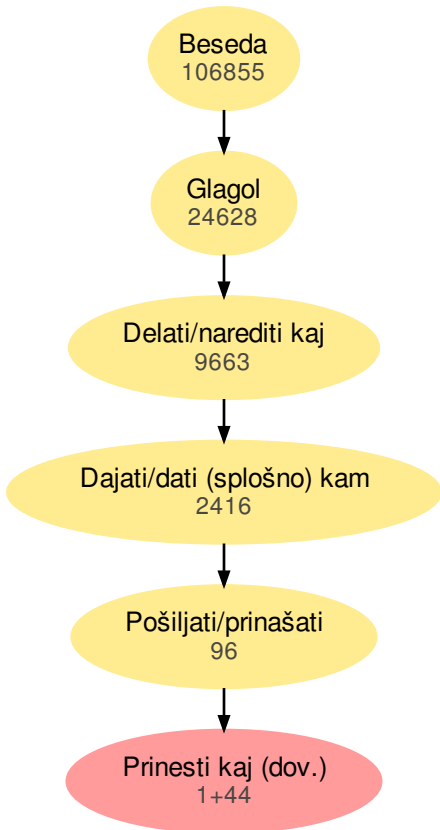 Beseda
106855
Glagol
24628
Delati/narediti kaj
9663
Dajati/dati (splošno) kam
2416
Pošiljati/prinašati
96
Prinesti kaj (dov.)
1+44